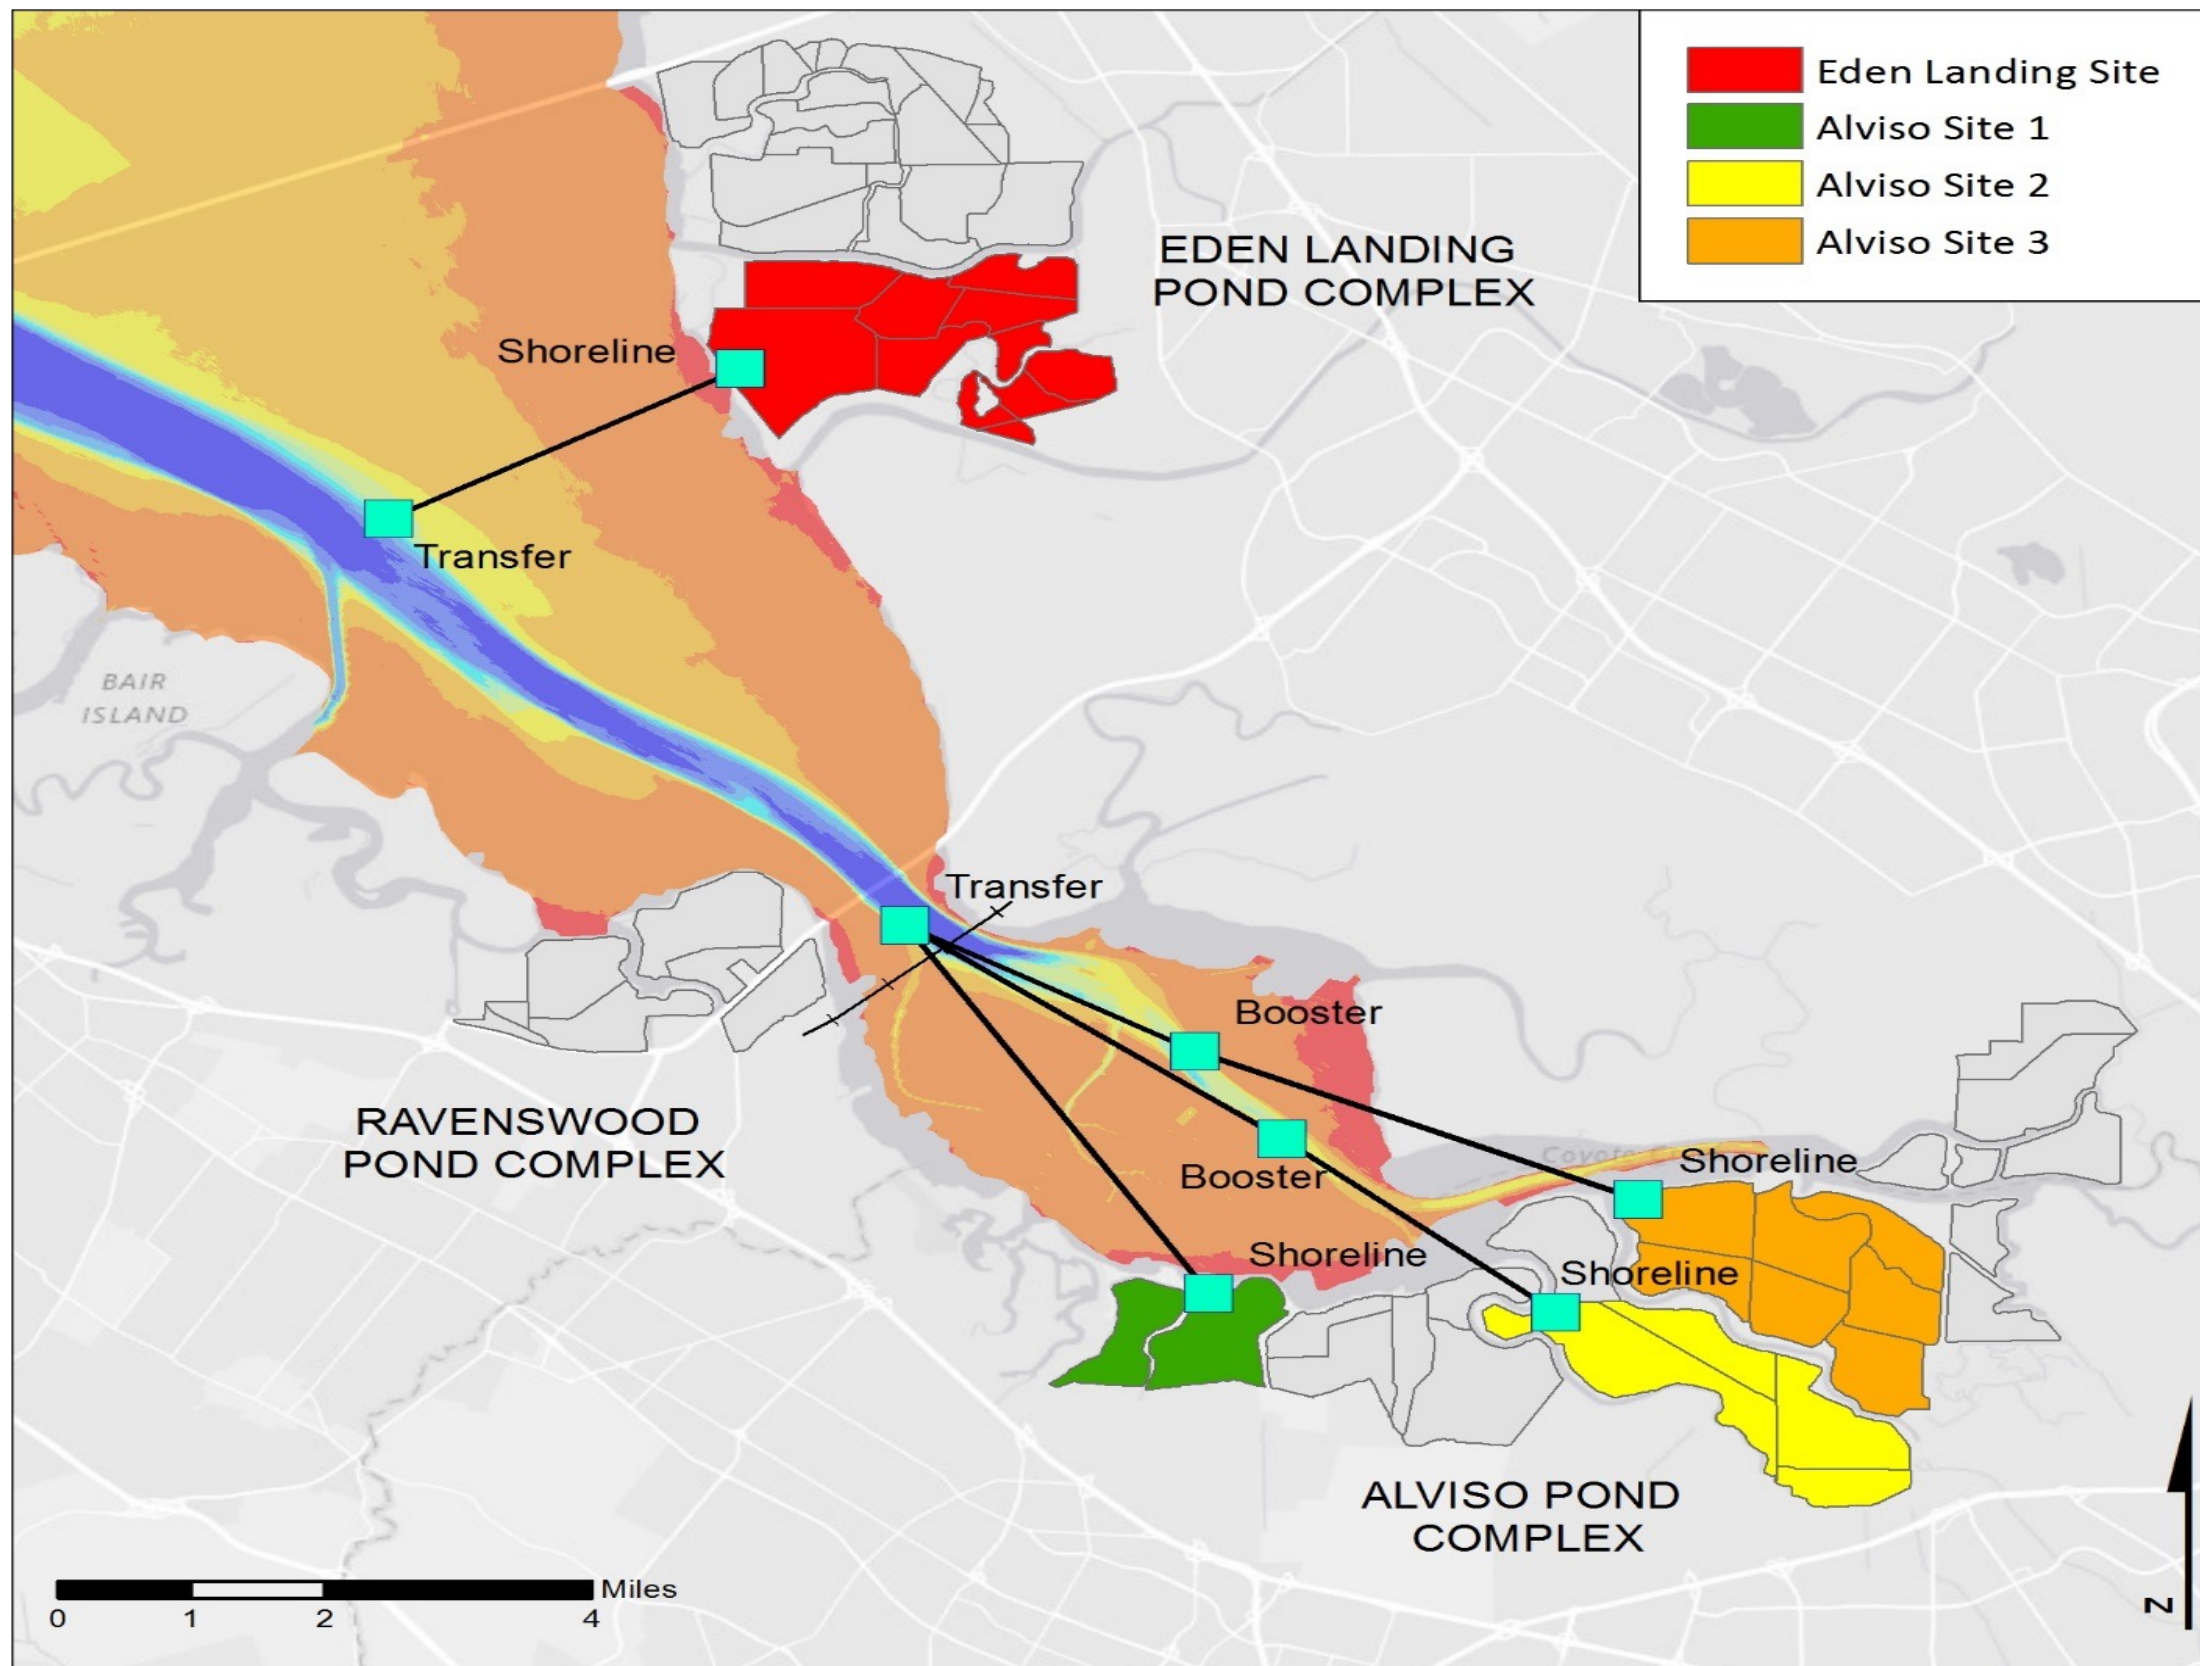 Eden Landing Site
Alviso Site 1
Alviso Site 2
Alviso Site 3
EDEN LANDING
POND COMPLEX
Shoreline
Transfer
BAIR
ISLAND
Transfer
Booster
RAVENSWOOD
POND COMPLEX
Booster
Coyote
Shoreline
Shoreline
Shoreline
ALVISO POND
COMPLEX
Miles
0 1 2 4
N